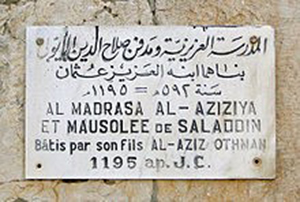 المدرسة العزيزية ومدفن صلاح الدين الأيوبي
بناها ابنه العزيز عثمان
سنة ٥٩٢هـ = ١١٩٥م
AL MADRASA AL-AZIZIYA
ET MAUSOLEE DE SALADDIN
Bâtis par son fils AL-AZIZ OTHMAN
1195 ap. J.C.